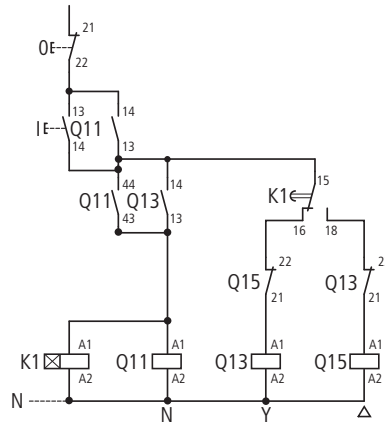 21
0
22
13 14
I Q11
14 13
15
44 14
Q11 Q13 K1
43 13
16 18
22 2
Q15 Q13
21 21
A1 A1 A1 A1
K1 Q11 Q13 Q15
A2 A2 A2 A2
N
N Y